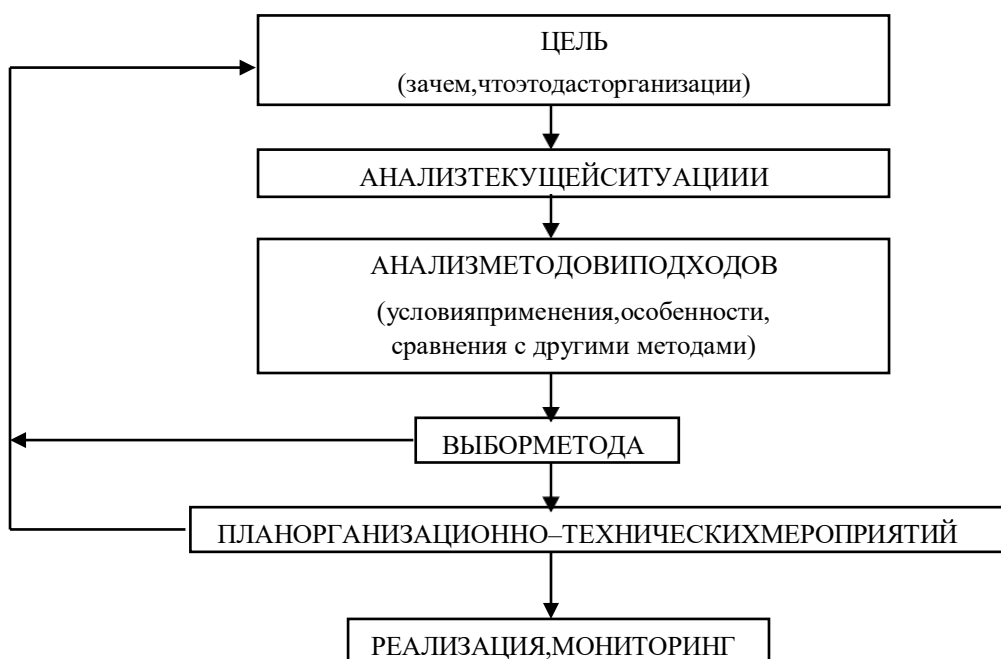 ЦЕЛЬ
(зачем,чтоэтодасторганизации)
АНАЛИЗТЕКУЩЕЙСИТУАЦИИИ
АНАЛИЗМЕТОДОВИПОДХОДОВ
(условияприменения,особенности,
сравнения с другими методами)
ВЫБОРМЕТОДА
ПЛАНОРГАНИЗАЦИОННО–ТЕХНИЧЕСКИХМЕРОПРИЯТИЙ
РЕАЛИЗАЦИЯ,МОНИТОРИНГ